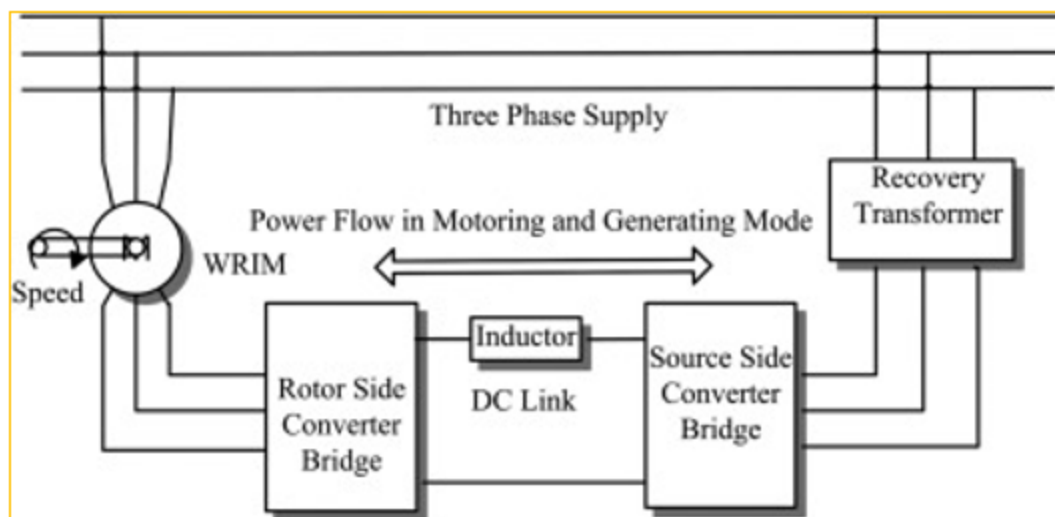 Three Phase Supply
Recovery
Transformer
Power Flow in Motoring and Generating Mode
WRIM
Speed
Inductor
DC Link
Rotor Side
Converter
Bridge
Source Side
Converter
Bridge